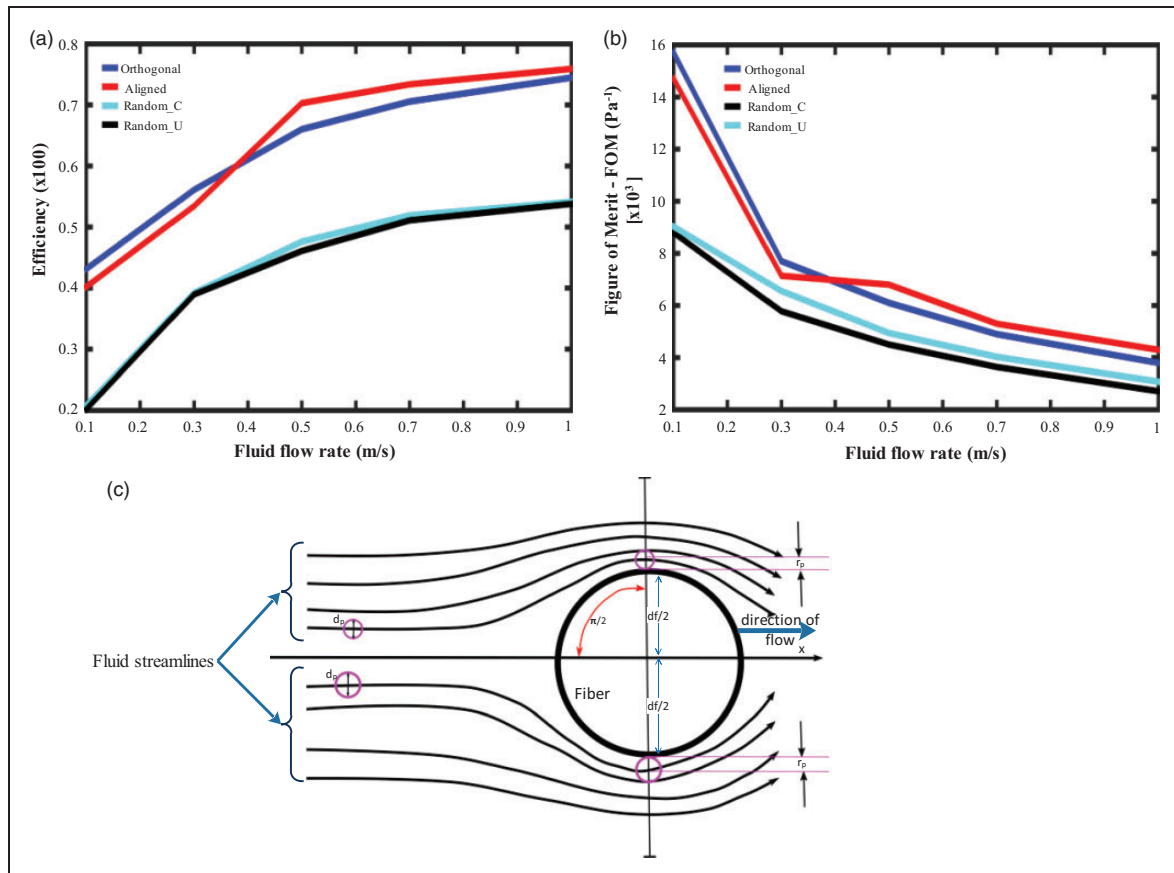 (a)
0.8
0.7
0.6
0.5
0.4
0.3
0.2
Efficiency (x100)
Orthogonal
Aligned
Random_C
Random_U
0.1 0.2 0.3 0.4 0.5 0.6 0.7 0.8 0.9 1
Fluid flow rate (m/s)
(b)
16
14
12
10
8
6
4
2
Figure of Merit - FOM (Pa⁻¹)
[x10³]
Orthogonal
Aligned
Random_C
Random_U
0.1 0.2 0.3 0.4 0.5 0.6 0.7 0.8 0.9 1
Fluid flow rate (m/s)
(c)
Fluid streamlines
dₚ
dₚ
π/2
df/2
df/2
Fiber
direction of
flow
x
rₚ
rₚ